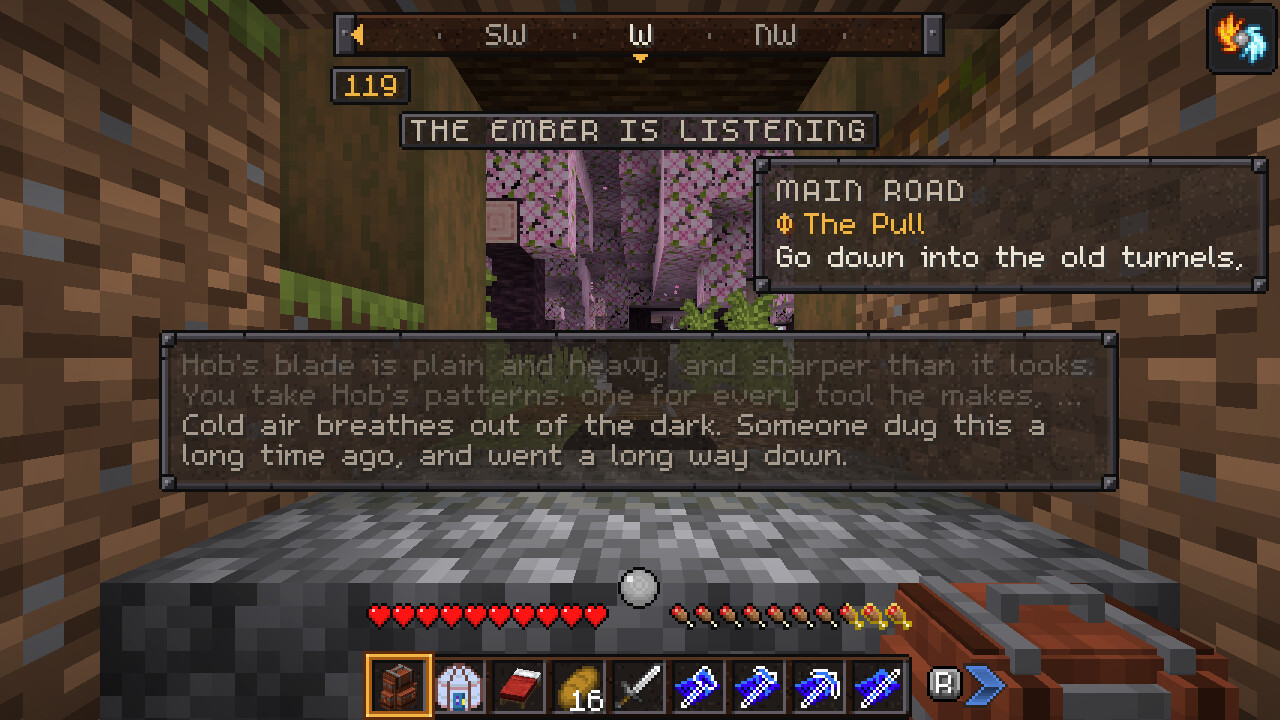 SW W NW
119
THE EMBER IS LISTENING
MAIN ROAD
The Pull
Go down into the old tunnels,
Hob's blade is plain and heavy, and sharper than it looks.
You take Hob's patterns: one for every tool he makes, ...
Cold air breathes out of the dark. Someone dug this a
long time ago, and went a long way down.
16
R